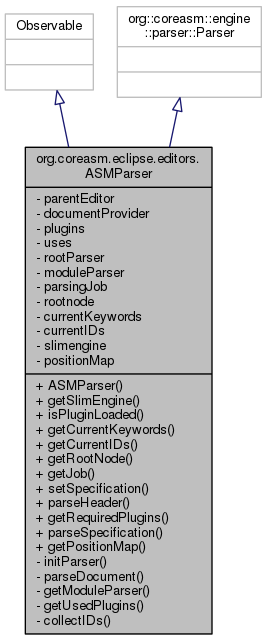 Observable
org::coreasm::engine
::parser::Parser
org.coreasm.eclipse.editors.
ASMParser
- parentEditor
- documentProvider
- plugins
- uses
- rootParser
- moduleParser
- parsingJob
- rootnode
- currentKeywords
- currentIDs
- slimengine
- positionMap
+ ASMParser()
+ getSlimEngine()
+ isPluginLoaded()
+ getCurrentKeywords()
+ getCurrentIDs()
+ getRootNode()
+ getJob()
+ setSpecification()
+ parseHeader()
+ getRequiredPlugins()
+ parseSpecification()
+ getPositionMap()
- initParser()
- parseDocument()
- getModuleParser()
- getUsedPlugins()
- collectIDs()